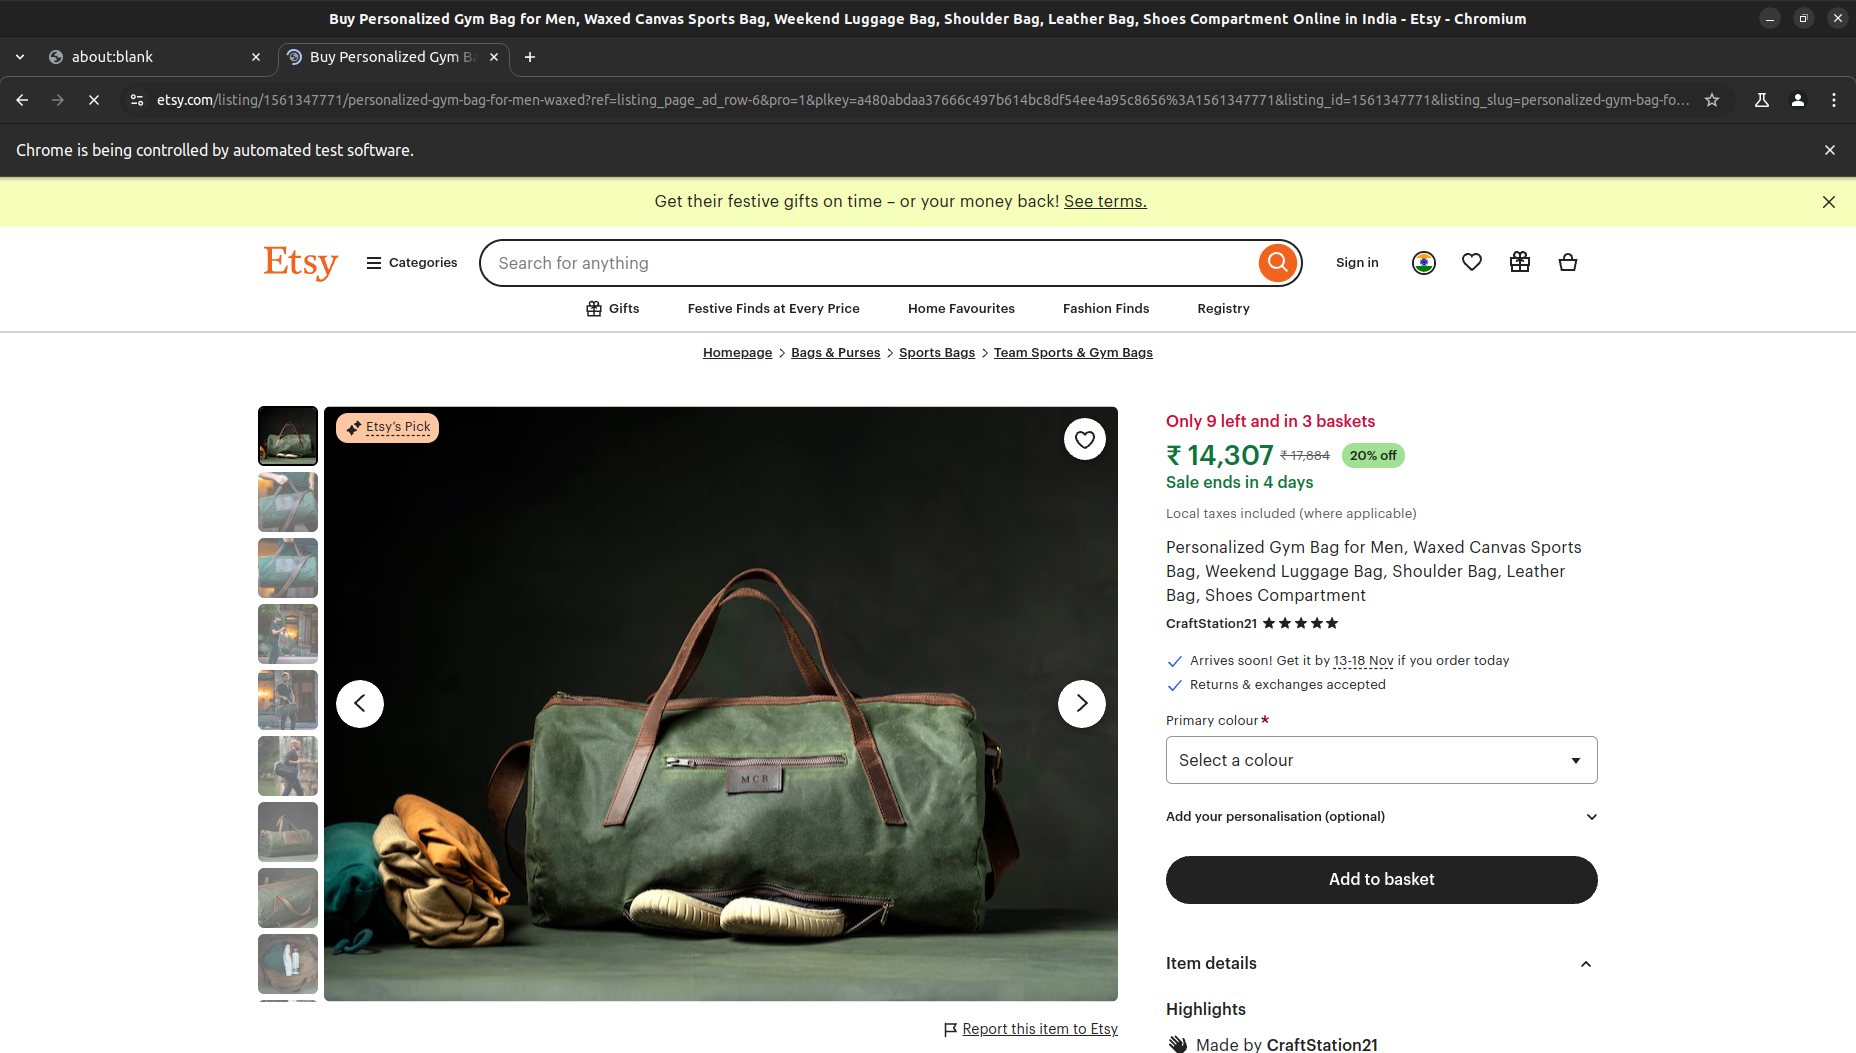 Buy Personalized Gym Bag for Men, Waxed Canvas Sports Bag, Weekend Luggage Bag, Shoulder Bag, Leather Bag, Shoes Compartment Online in India - Etsy - Chromium
about:blank
Buy Personalized Gym Ba
etsy.com/listing/1561347771/personalized-gym-bag-for-men-waxed?ref=listing_page_ad_row-6&pro=1&plkey=a480abdaa37666c497b614bc8df54ee4a95c8656%3A1561347771&listing_id=1561347771&listing_slug=personalized-gym-bag-fo...
Chrome is being controlled by automated test software.
Get their festive gifts on time – or your money back! See terms.
Etsy
Categories
Search for anything
Sign in
Gifts
Festive Finds at Every Price
Home Favourites
Fashion Finds
Registry
Homepage
Bags & Purses
Sports Bags
Team Sports & Gym Bags
Etsy's Pick
MCB
Report this item to Etsy
Only 9 left and in 3 baskets
₹ 14,307 ₹ 17,884 20% off
Sale ends in 4 days
Local taxes included (where applicable)
Personalized Gym Bag for Men, Waxed Canvas Sports
Bag, Weekend Luggage Bag, Shoulder Bag, Leather
Bag, Shoes Compartment
CraftStation21
Arrives soon! Get it by 13-18 Nov if you order today
Returns & exchanges accepted
Primary colour *
Select a colour
Add your personalisation (optional)
Add to basket
Item details
Highlights
Made by CraftStation21